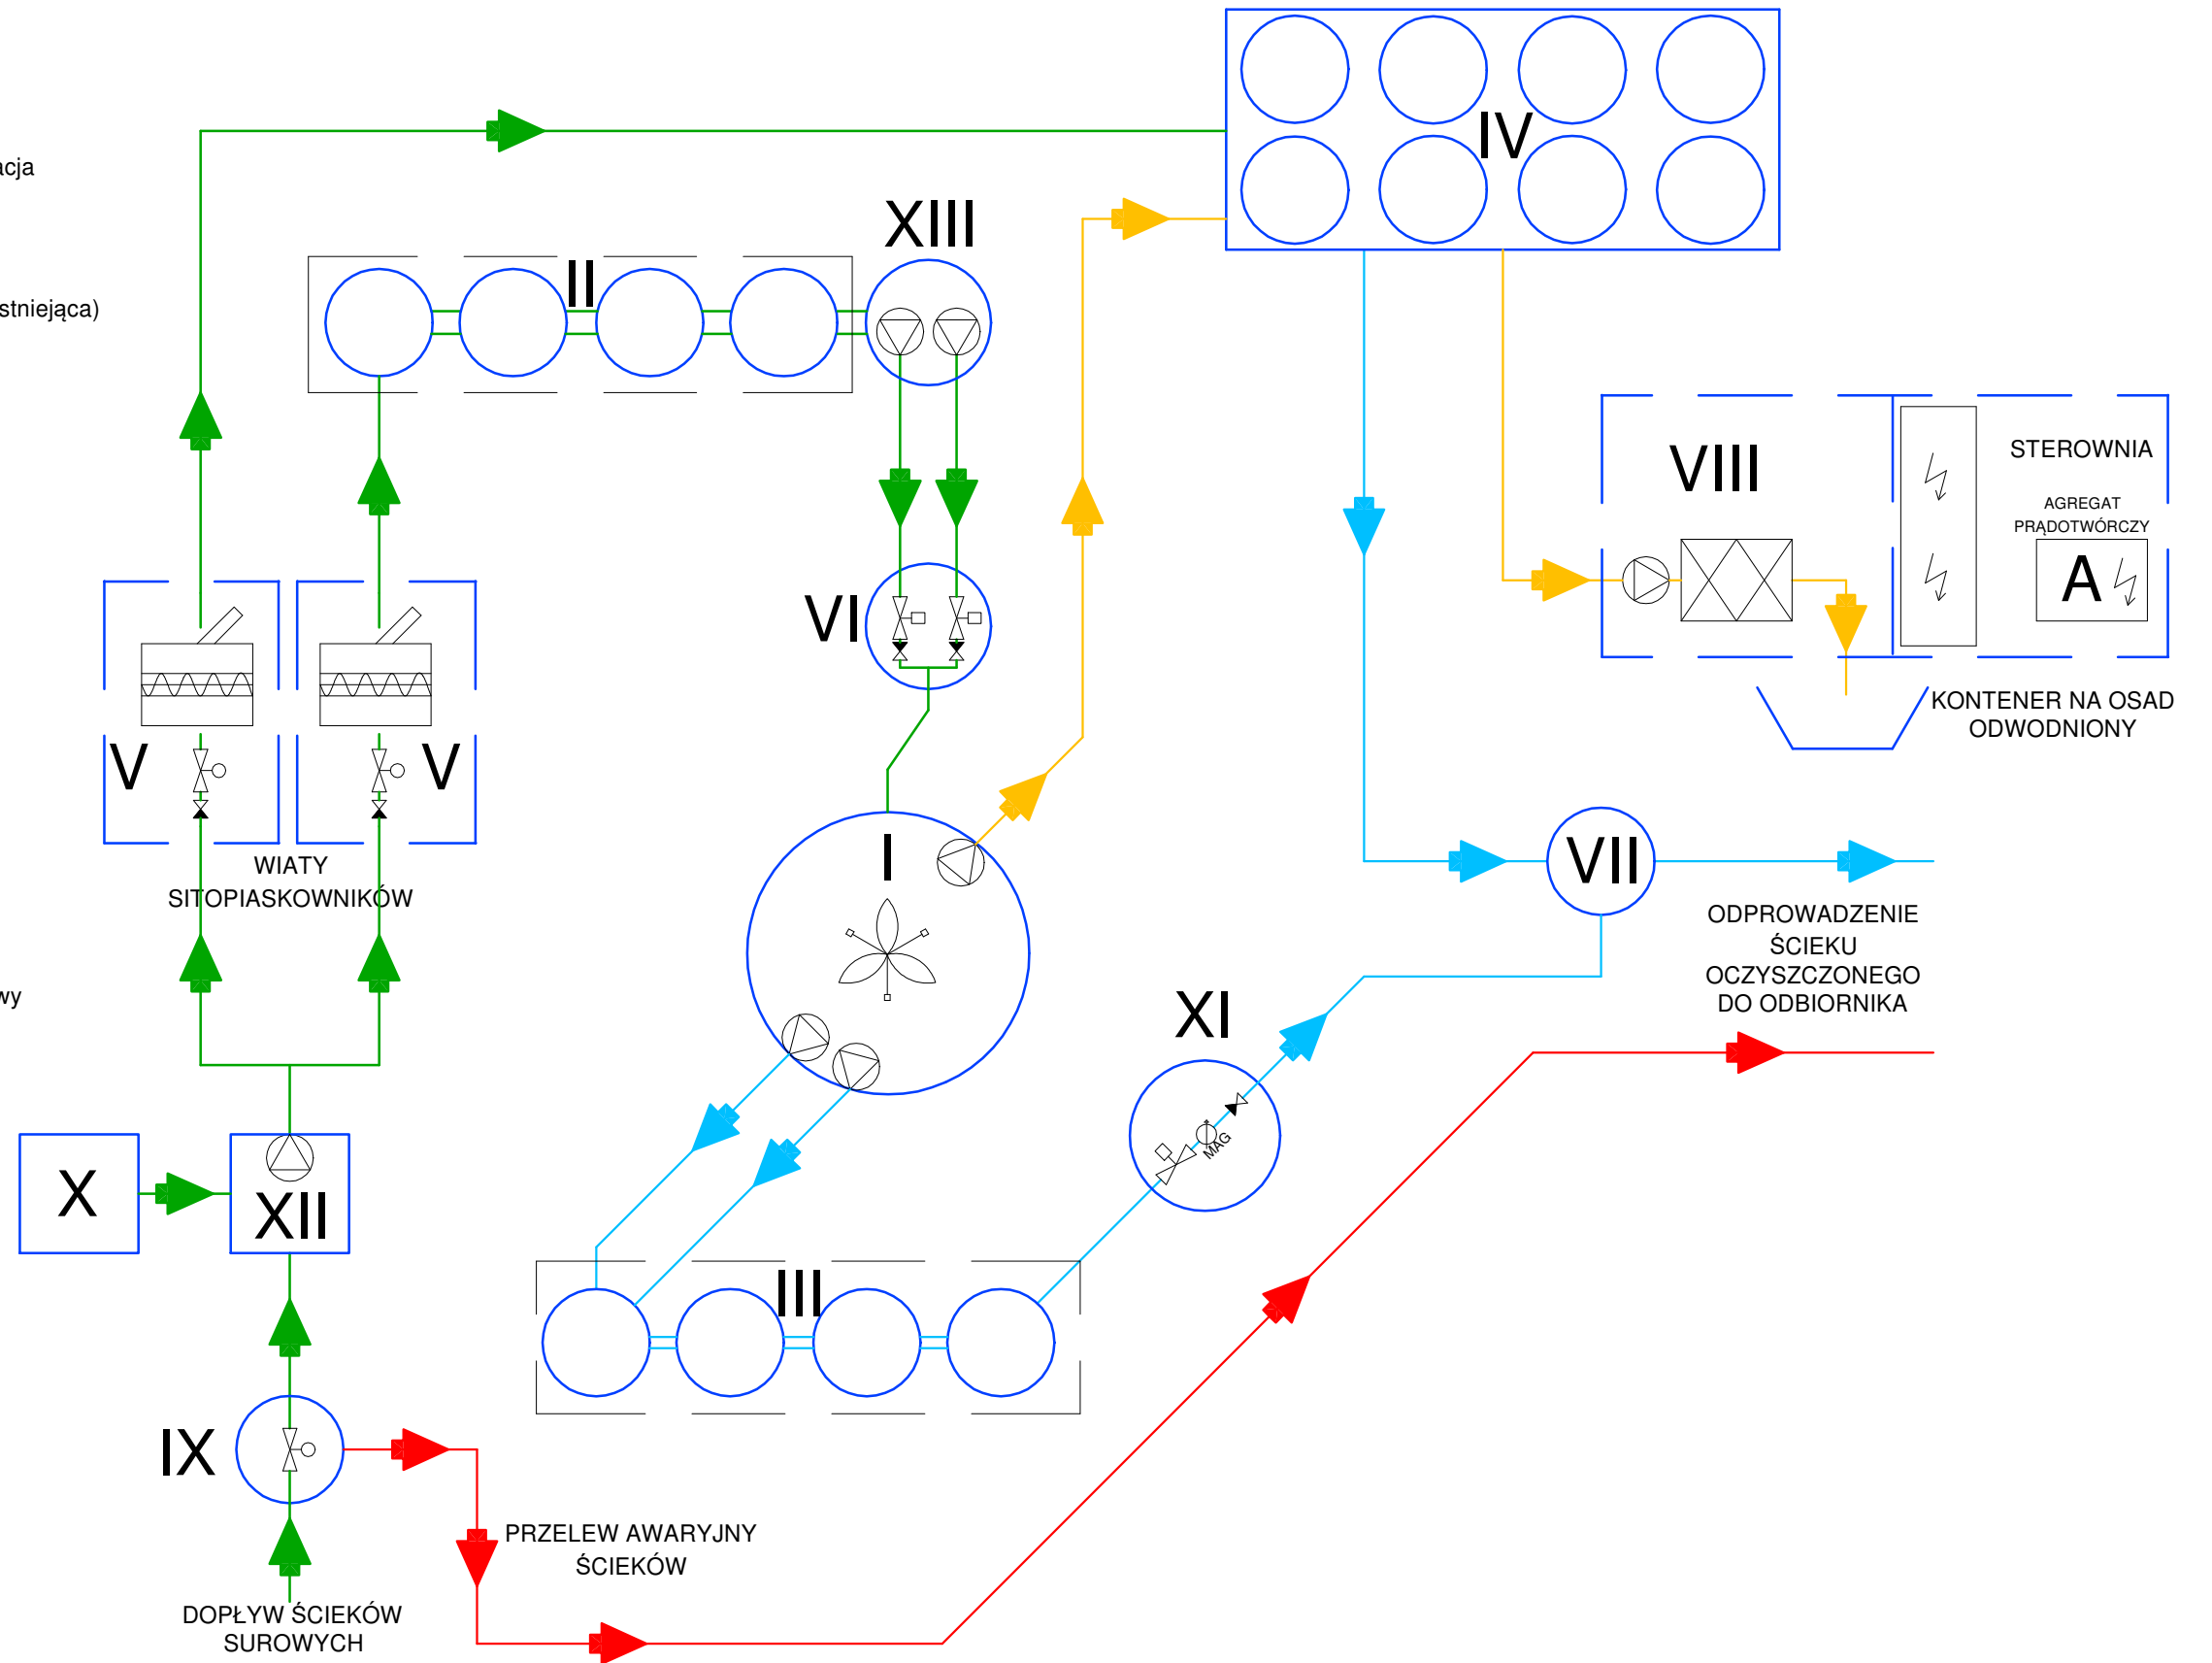 IV
acja
XIII
II
stniejąca)
VIII
STEROWNIA
AGREGAT
PRĄDOTWÓRCZY
A
VI
KONTENER NA OSAD
ODWODNIONY
V
V
I
VII
WIATY
SITOPIASKOWNIKÓW
ODPROWADZENIE
ŚCIEKU
OCZYSZCZONEGO
DO ODBIORNIKA
wy
XI
MAG
X
XII
III
IX
PRZELEW AWARYJNY
ŚCIEKÓW
DOPŁYW ŚCIEKÓW
SUROWYCH